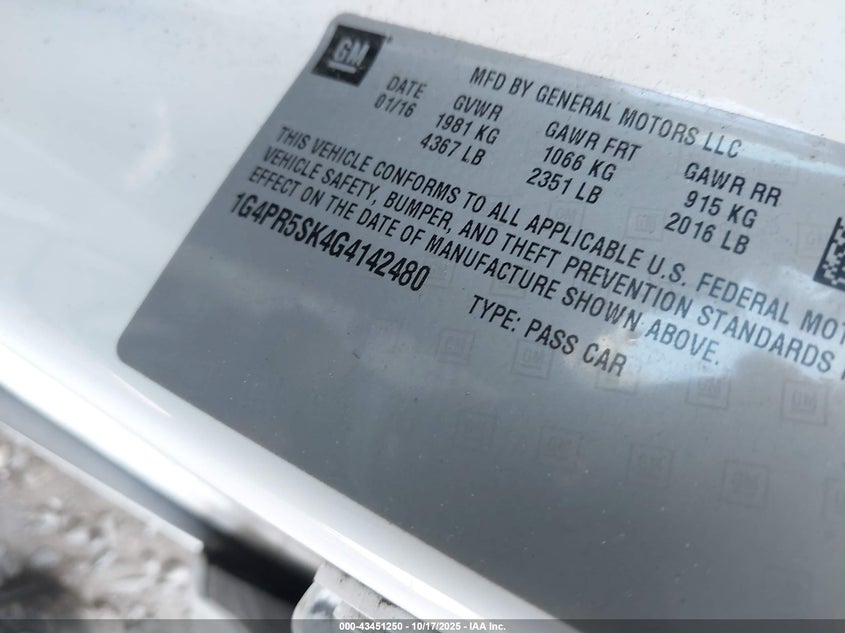 GM
MFD BY GENERAL MOTORS LLC
DATE GVWR GAWR FRT GAWR RR
01/16 1981 KG 1066 KG 915 KG
4367 LB 2351 LB 2016 LB
THIS VEHICLE CONFORMS TO ALL APPLICABLE U.S. FEDERAL MOT
VEHICLE SAFETY, BUMPER, AND THEFT PREVENTION STANDARDS
EFFECT ON THE DATE OF MANUFACTURE SHOWN ABOVE.
1G4PR5SK4G4142480
TYPE: PASS CAR
000-43451250 - 10/17/2025 - IAA Inc.